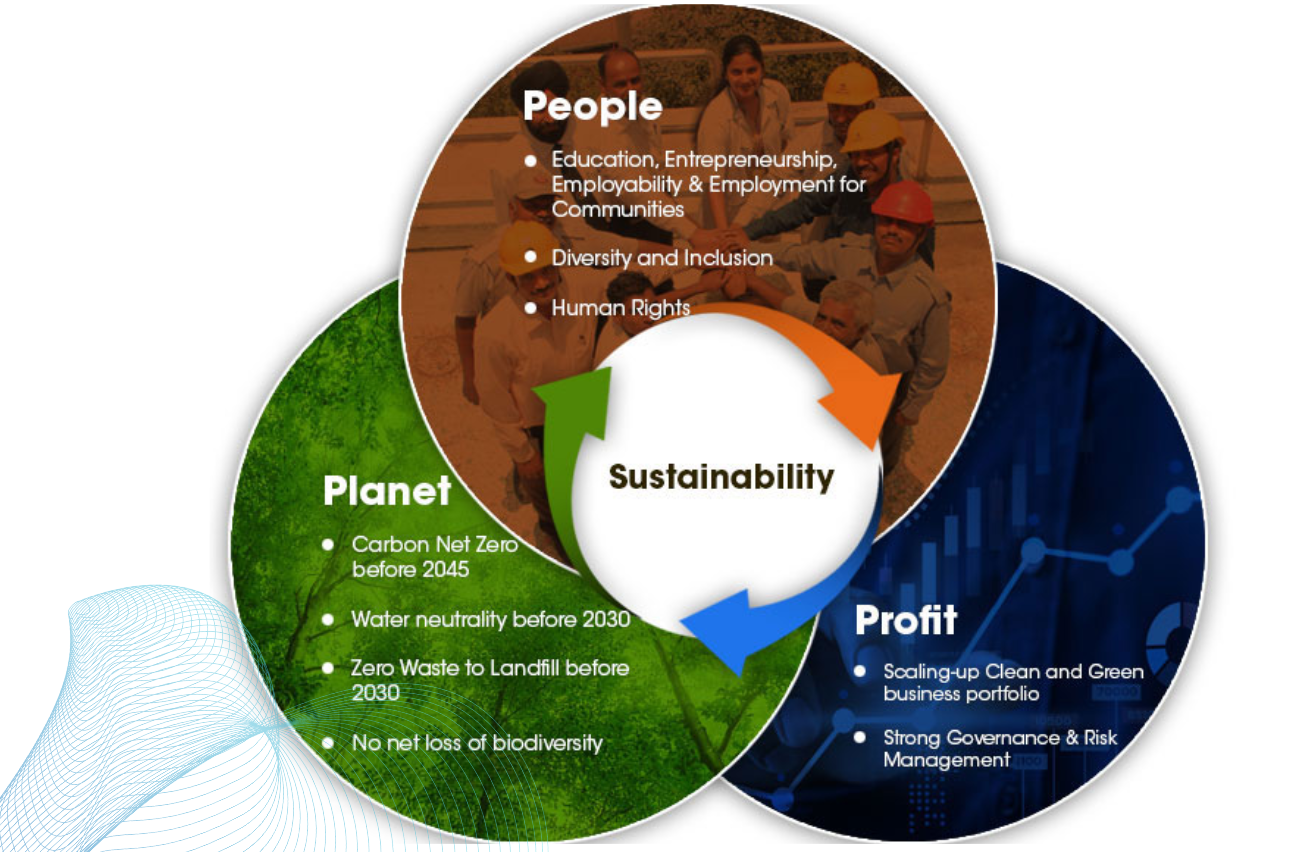 People
Education, Entrepreneurship,
Employability & Employment for
Communities
Diversity and Inclusion
Human Rights
Sustainability
Planet
Carbon Net Zero
before 2045
Water neutrality before 2030
Zero Waste to Landfill before
2030
No net loss of biodiversity
Profit
Scaling-up Clean and Green
business portfolio
Strong Governance & Risk
Management